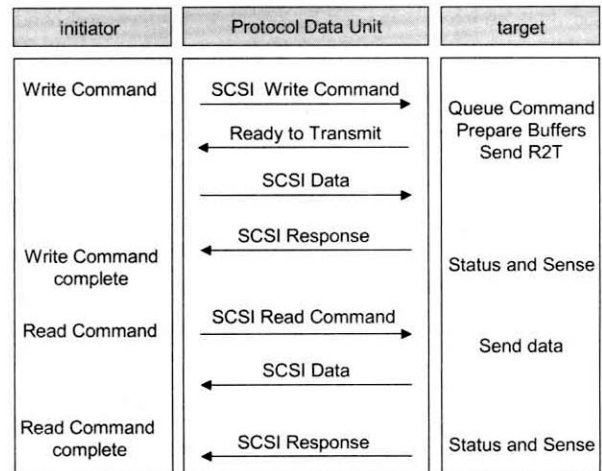 initiator
Protocol Data Unit
target
Write Command
SCSI Write Command
Queue Command
Prepare Buffers
Send R2T
Ready to Transmit
SCSI Data
SCSI Response
Write Command
complete
Status and Sense
Read Command
SCSI Read Command
Send data
SCSI Data
Read Command
complete
SCSI Response
Status and Sense